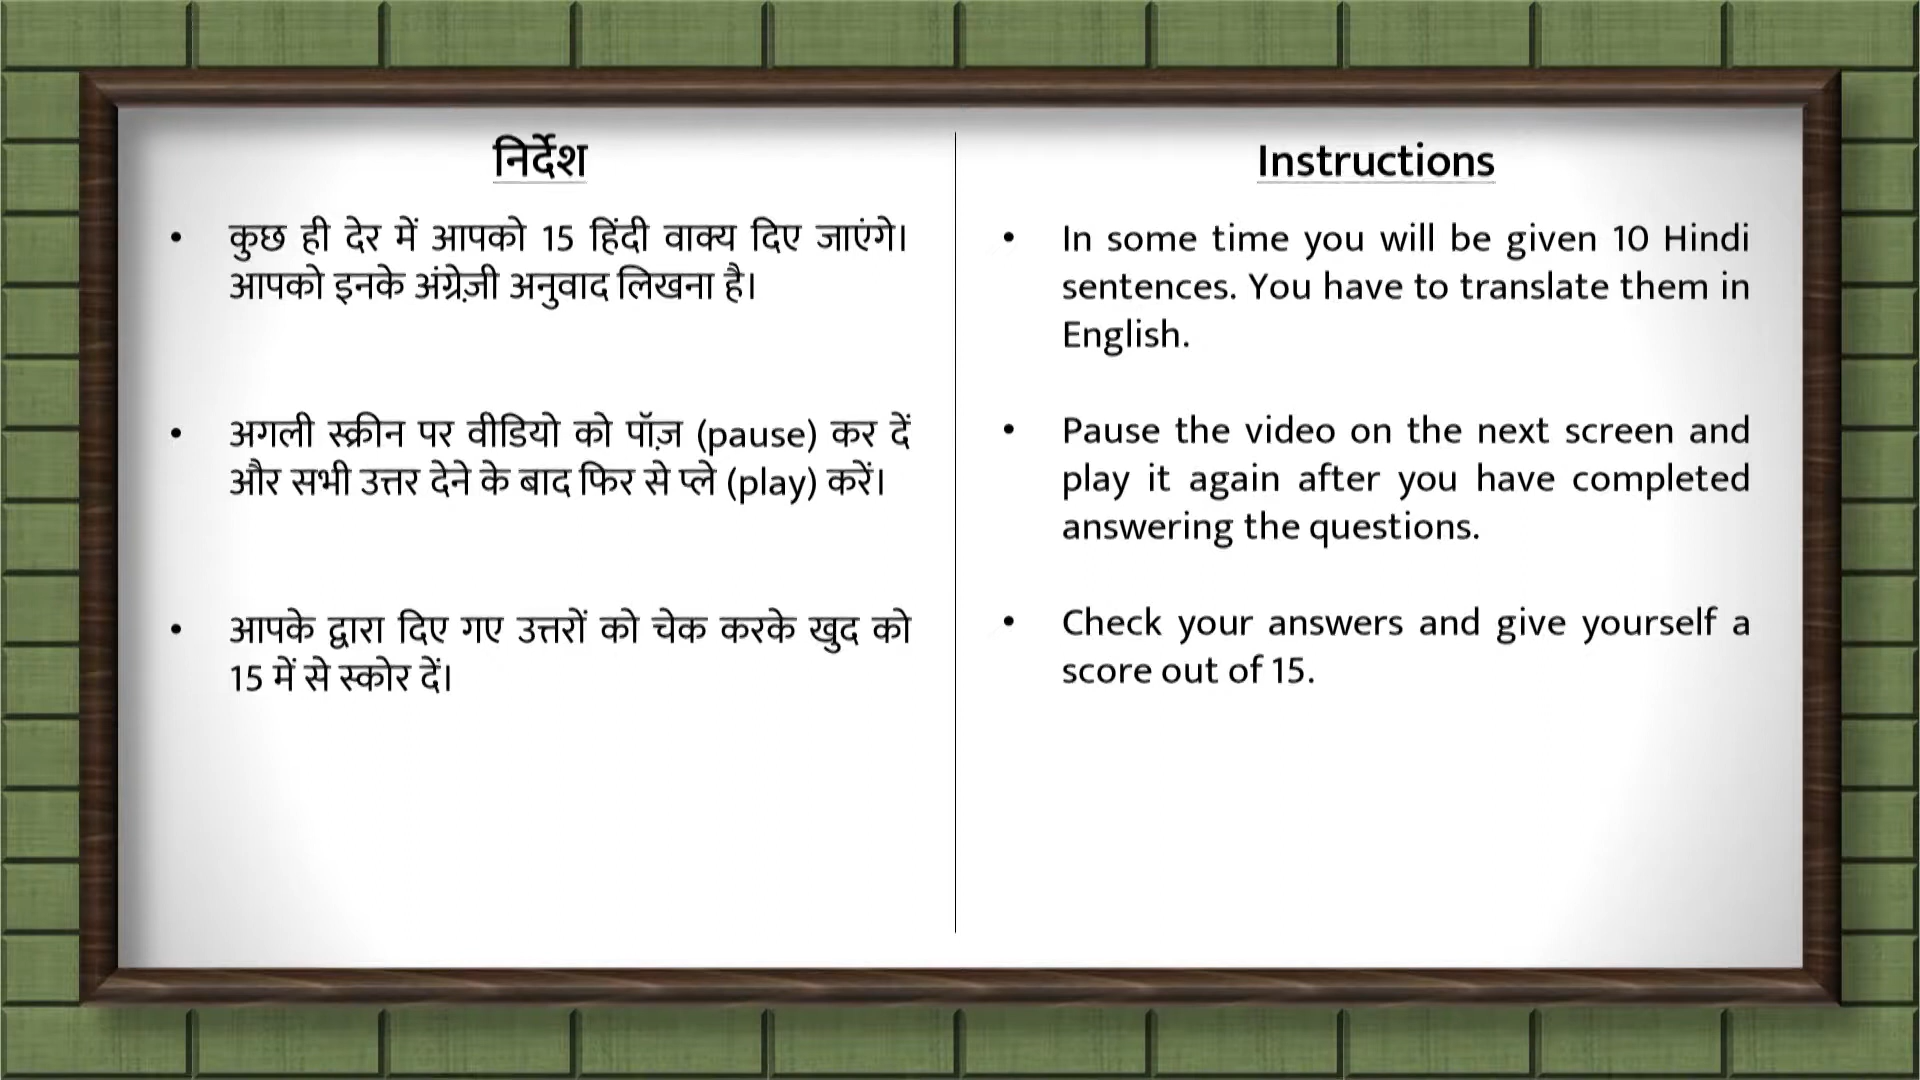 निर्देश
• कुछ ही देर में आपको 15 हिंदी वाक्य दिए जाएंगे।
आपको इनके अंग्रेज़ी अनुवाद लिखना है।
• अगली स्क्रीन पर वीडियो को पॉज़ (pause) कर दें
और सभी उत्तर देने के बाद फिर से प्ले (play) करें।
• आपके द्वारा दिए गए उत्तरों को चेक करके खुद को
15 में से स्कोर दें।
Instructions
• In some time you will be given 10 Hindi
sentences. You have to translate them in
English.
• Pause the video on the next screen and
play it again after you have completed
answering the questions.
• Check your answers and give yourself a
score out of 15.